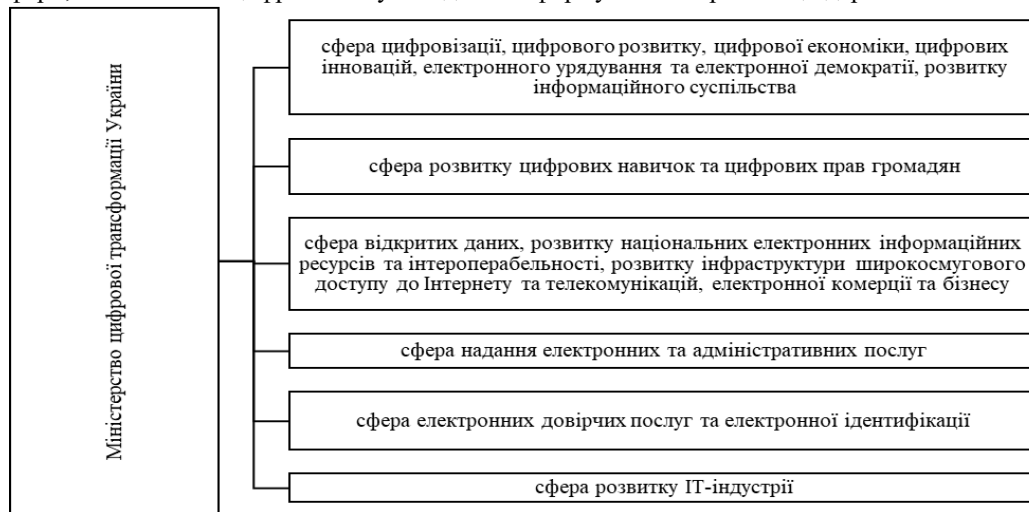 Міністерство цифрової трансформації України
сфера цифровізації, цифрового розвитку, цифрової економіки, цифрових
інновацій, електронного урядування та електронної демократії, розвитку
інформаційного суспільства
сфера розвитку цифрових навичок та цифрових прав громадян
сфера відкритих даних, розвитку національних електронних інформаційних
ресурсів та інтероперабельності, розвитку інфраструктури широкосмугового
доступу до Інтернету та телекомунікацій, електронної комерції та бізнесу
сфера надання електронних та адміністративних послуг
сфера електронних довірчих послуг та електронної ідентифікації
сфера розвитку ІТ-індустрії